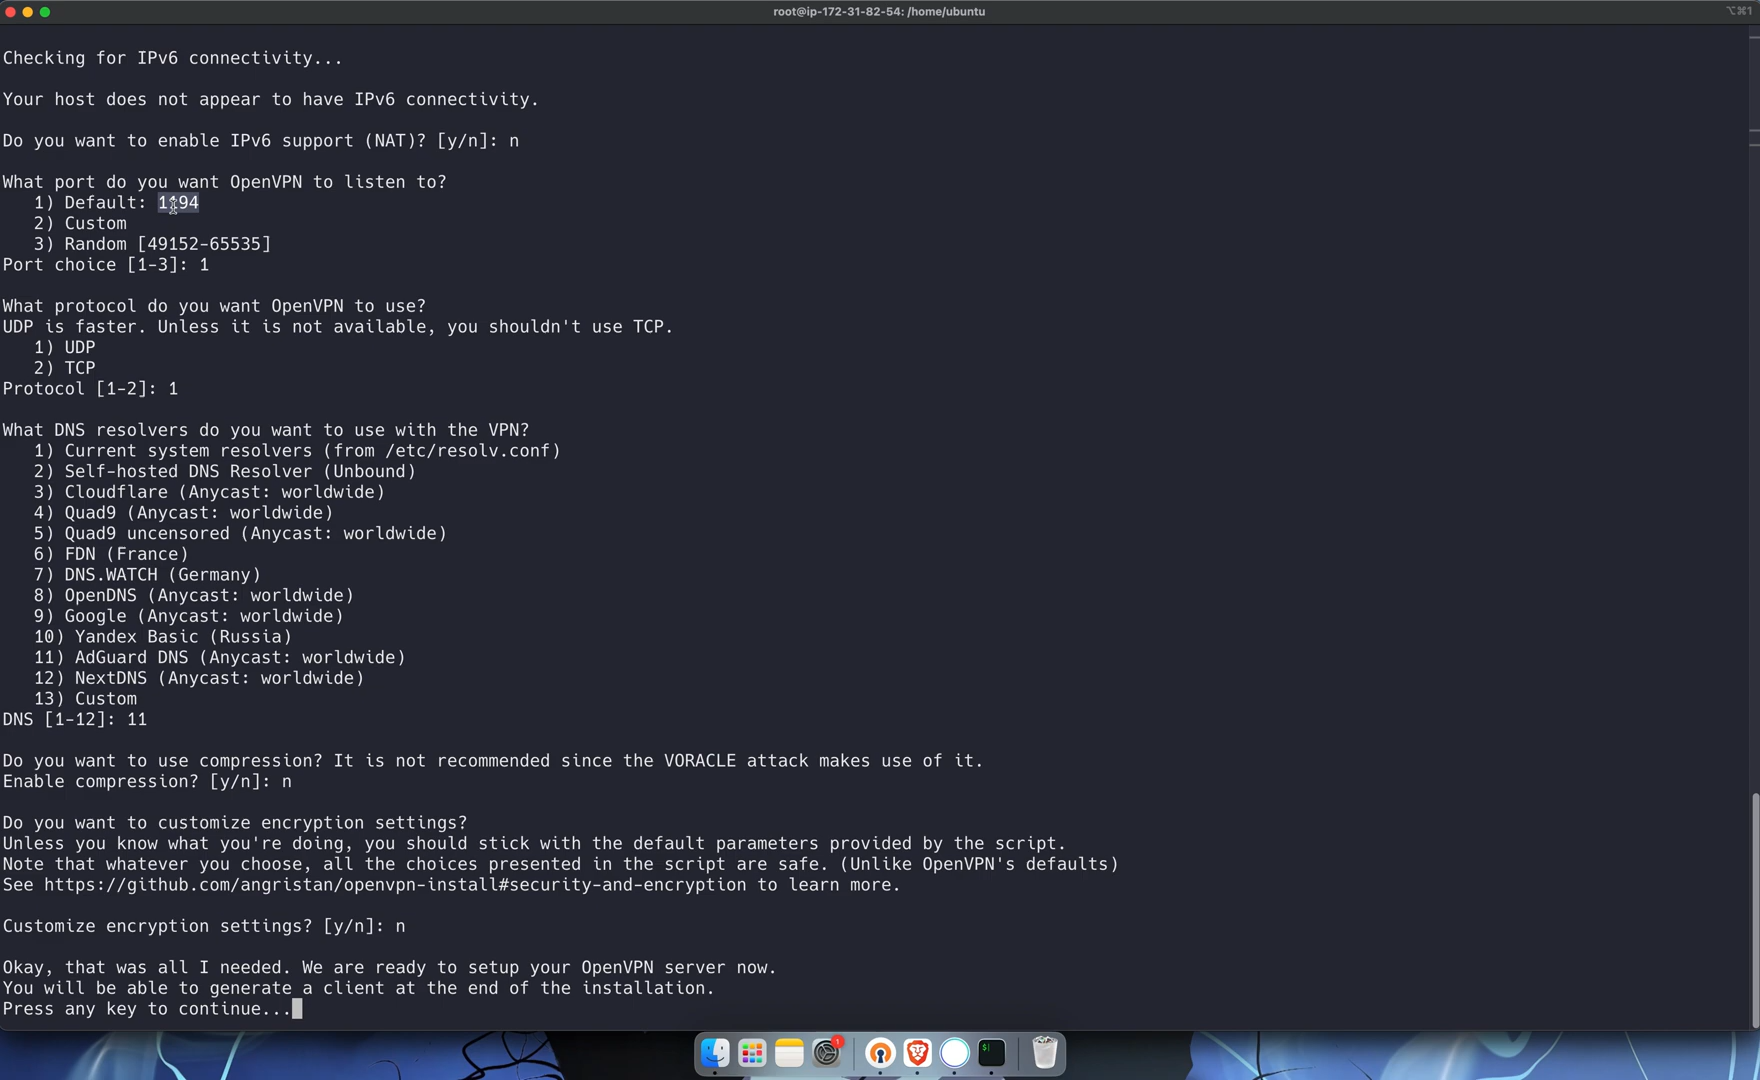 root@ip-172-31-82-54: /home/ubuntu
⌥⌘1
Checking for IPv6 connectivity...
Your host does not appear to have IPv6 connectivity.
Do you want to enable IPv6 support (NAT)? [y/n]: n
What port do you want OpenVPN to listen to?
1) Default: 1194
2) Custom
3) Random [49152-65535]
Port choice [1-3]: 1
What protocol do you want OpenVPN to use?
UDP is faster. Unless it is not available, you shouldn't use TCP.
1) UDP
2) TCP
Protocol [1-2]: 1
What DNS resolvers do you want to use with the VPN?
1) Current system resolvers (from /etc/resolv.conf)
2) Self-hosted DNS Resolver (Unbound)
3) Cloudflare (Anycast: worldwide)
4) Quad9 (Anycast: worldwide)
5) Quad9 uncensored (Anycast: worldwide)
6) FDN (France)
7) DNS.WATCH (Germany)
8) OpenDNS (Anycast: worldwide)
9) Google (Anycast: worldwide)
10) Yandex Basic (Russia)
11) AdGuard DNS (Anycast: worldwide)
12) NextDNS (Anycast: worldwide)
13) Custom
DNS [1-12]: 11
Do you want to use compression? It is not recommended since the VORACLE attack makes use of it.
Enable compression? [y/n]: n
Do you want to customize encryption settings?
Unless you know what you're doing, you should stick with the default parameters provided by the script.
Note that whatever you choose, all the choices presented in the script are safe. (Unlike OpenVPN's defaults)
See https://github.com/angristan/openvpn-install#security-and-encryption to learn more.
Customize encryption settings? [y/n]: n
Okay, that was all I needed. We are ready to setup your OpenVPN server now.
You will be able to generate a client at the end of the installation.
Press any key to continue...
1
$